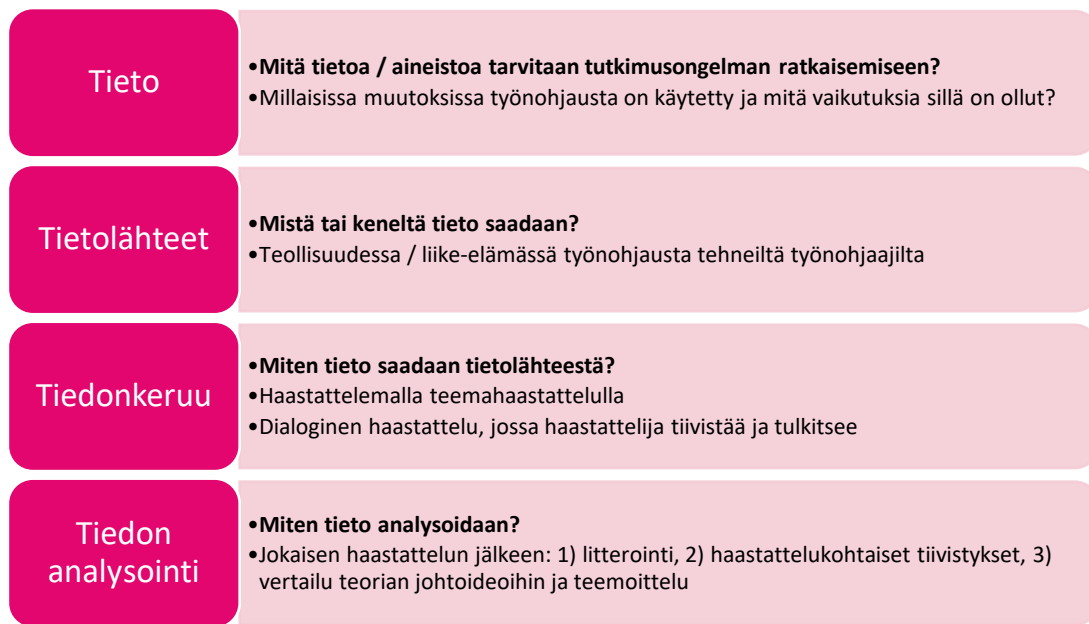 Tieto
•Mitä tietoa / aineistoa tarvitaan tutkimusongelman ratkaisemiseen?
•Millaisissa muutoksissa työnohjausta on käytetty ja mitä vaikutuksia sillä on ollut?
Tietolähteet
•Mistä tai keneltä tieto saadaan?
•Teollisuudessa / liike-elämässä työnohjausta tehneiltä työnohjaajilta
Tiedonkeruu
•Miten tieto saadaan tietolähteestä?
•Haastattelemalla teemahaastattelulla
•Dialoginen haastattelu, jossa haastattelija tiivistää ja tulkitsee
Tiedon
analysointi
•Miten tieto analysoidaan?
•Jokaisen haastattelun jälkeen: 1) litterointi, 2) haastattelukohtaiset tiivistykset, 3)
vertailu teorian johtoideoihin ja teemoittelu